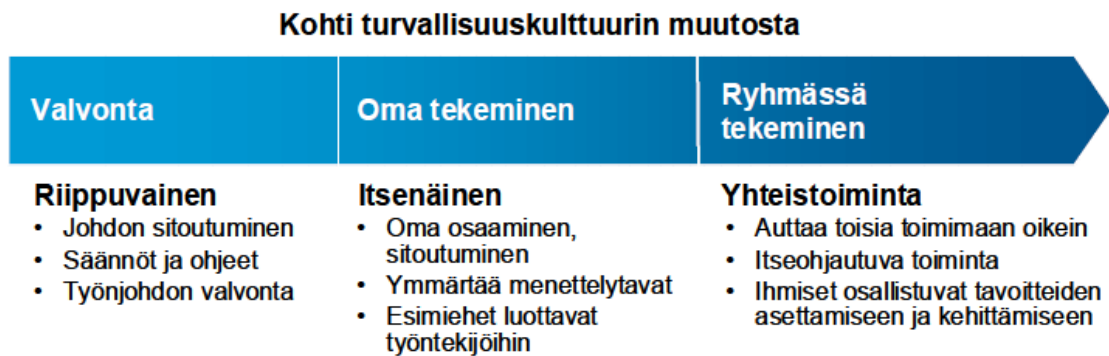 Kohti turvallisuuskulttuurin muutosta
Valvonta
Oma tekeminen
Ryhmässä
tekeminen
Riippuvainen
• Johdon sitoutuminen
• Säännöt ja ohjeet
• Työnjohdon valvonta
Itsenäinen
• Oma osaaminen,
sitoutuminen
• Ymmärtää menettelytavat
• Esimiehet luottavat
työntekijöihin
Yhteistoiminta
• Auttaa toisia toimimaan oikein
• Itseohjautuva toiminta
• Ihmiset osallistuvat tavoitteiden
asettamiseen ja kehittämiseen